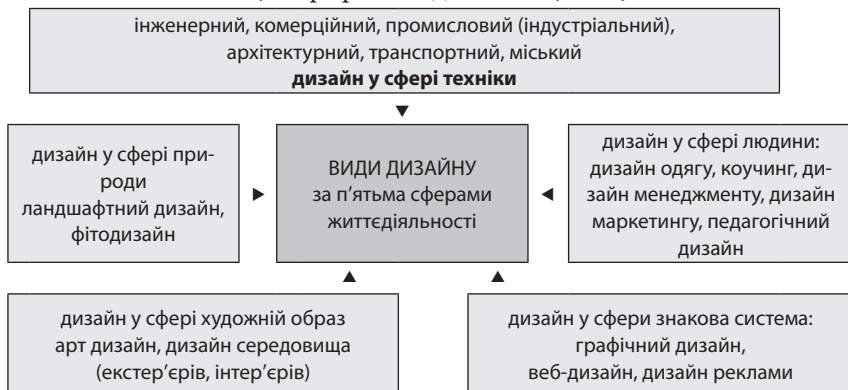 інженерний, комерційний, промисловий (індустріальний),
архітектурний, транспортний, міський
дизайн у сфері техніки
дизайн у сфері при-
роди
ландшафтний дизайн,
фітодизайн
ВИДИ ДИЗАЙНУ
за п’ятьма сферами
життєдіяльності
дизайн у сфері людини:
дизайн одягу, коучинг, ди-
зайн менеджменту, дизайн
маркетингу, педагогічний
дизайн
дизайн у сфері художній образ
арт дизайн, дизайн середовища
(екстер’єрів, інтер’єрів)
дизайн у сфери знакова система:
графічний дизайн,
веб-дизайн, дизайн реклами